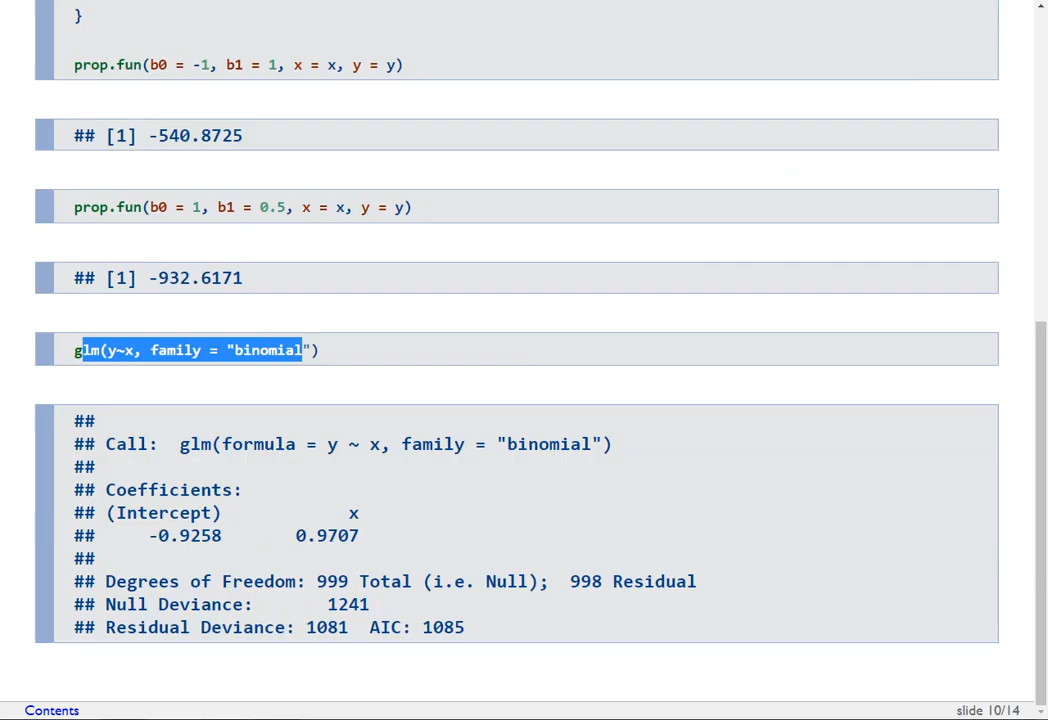 }
prop.fun(b0 = -1, b1 = 1, x = x, y = y)
## [1] -540.8725
prop.fun(b0 = 1, b1 = 0.5, x = x, y = y)
## [1] -932.6171
glm(y~x, family = "binomial")
##
## Call:  glm(formula = y ~ x, family = "binomial")
##
## Coefficients:
## (Intercept)            x
##     -0.9258       0.9707
##
## Degrees of Freedom: 999 Total (i.e. Null);  998 Residual
## Null Deviance:       1241
## Residual Deviance: 1081  AIC: 1085
Contents
slide 10/14